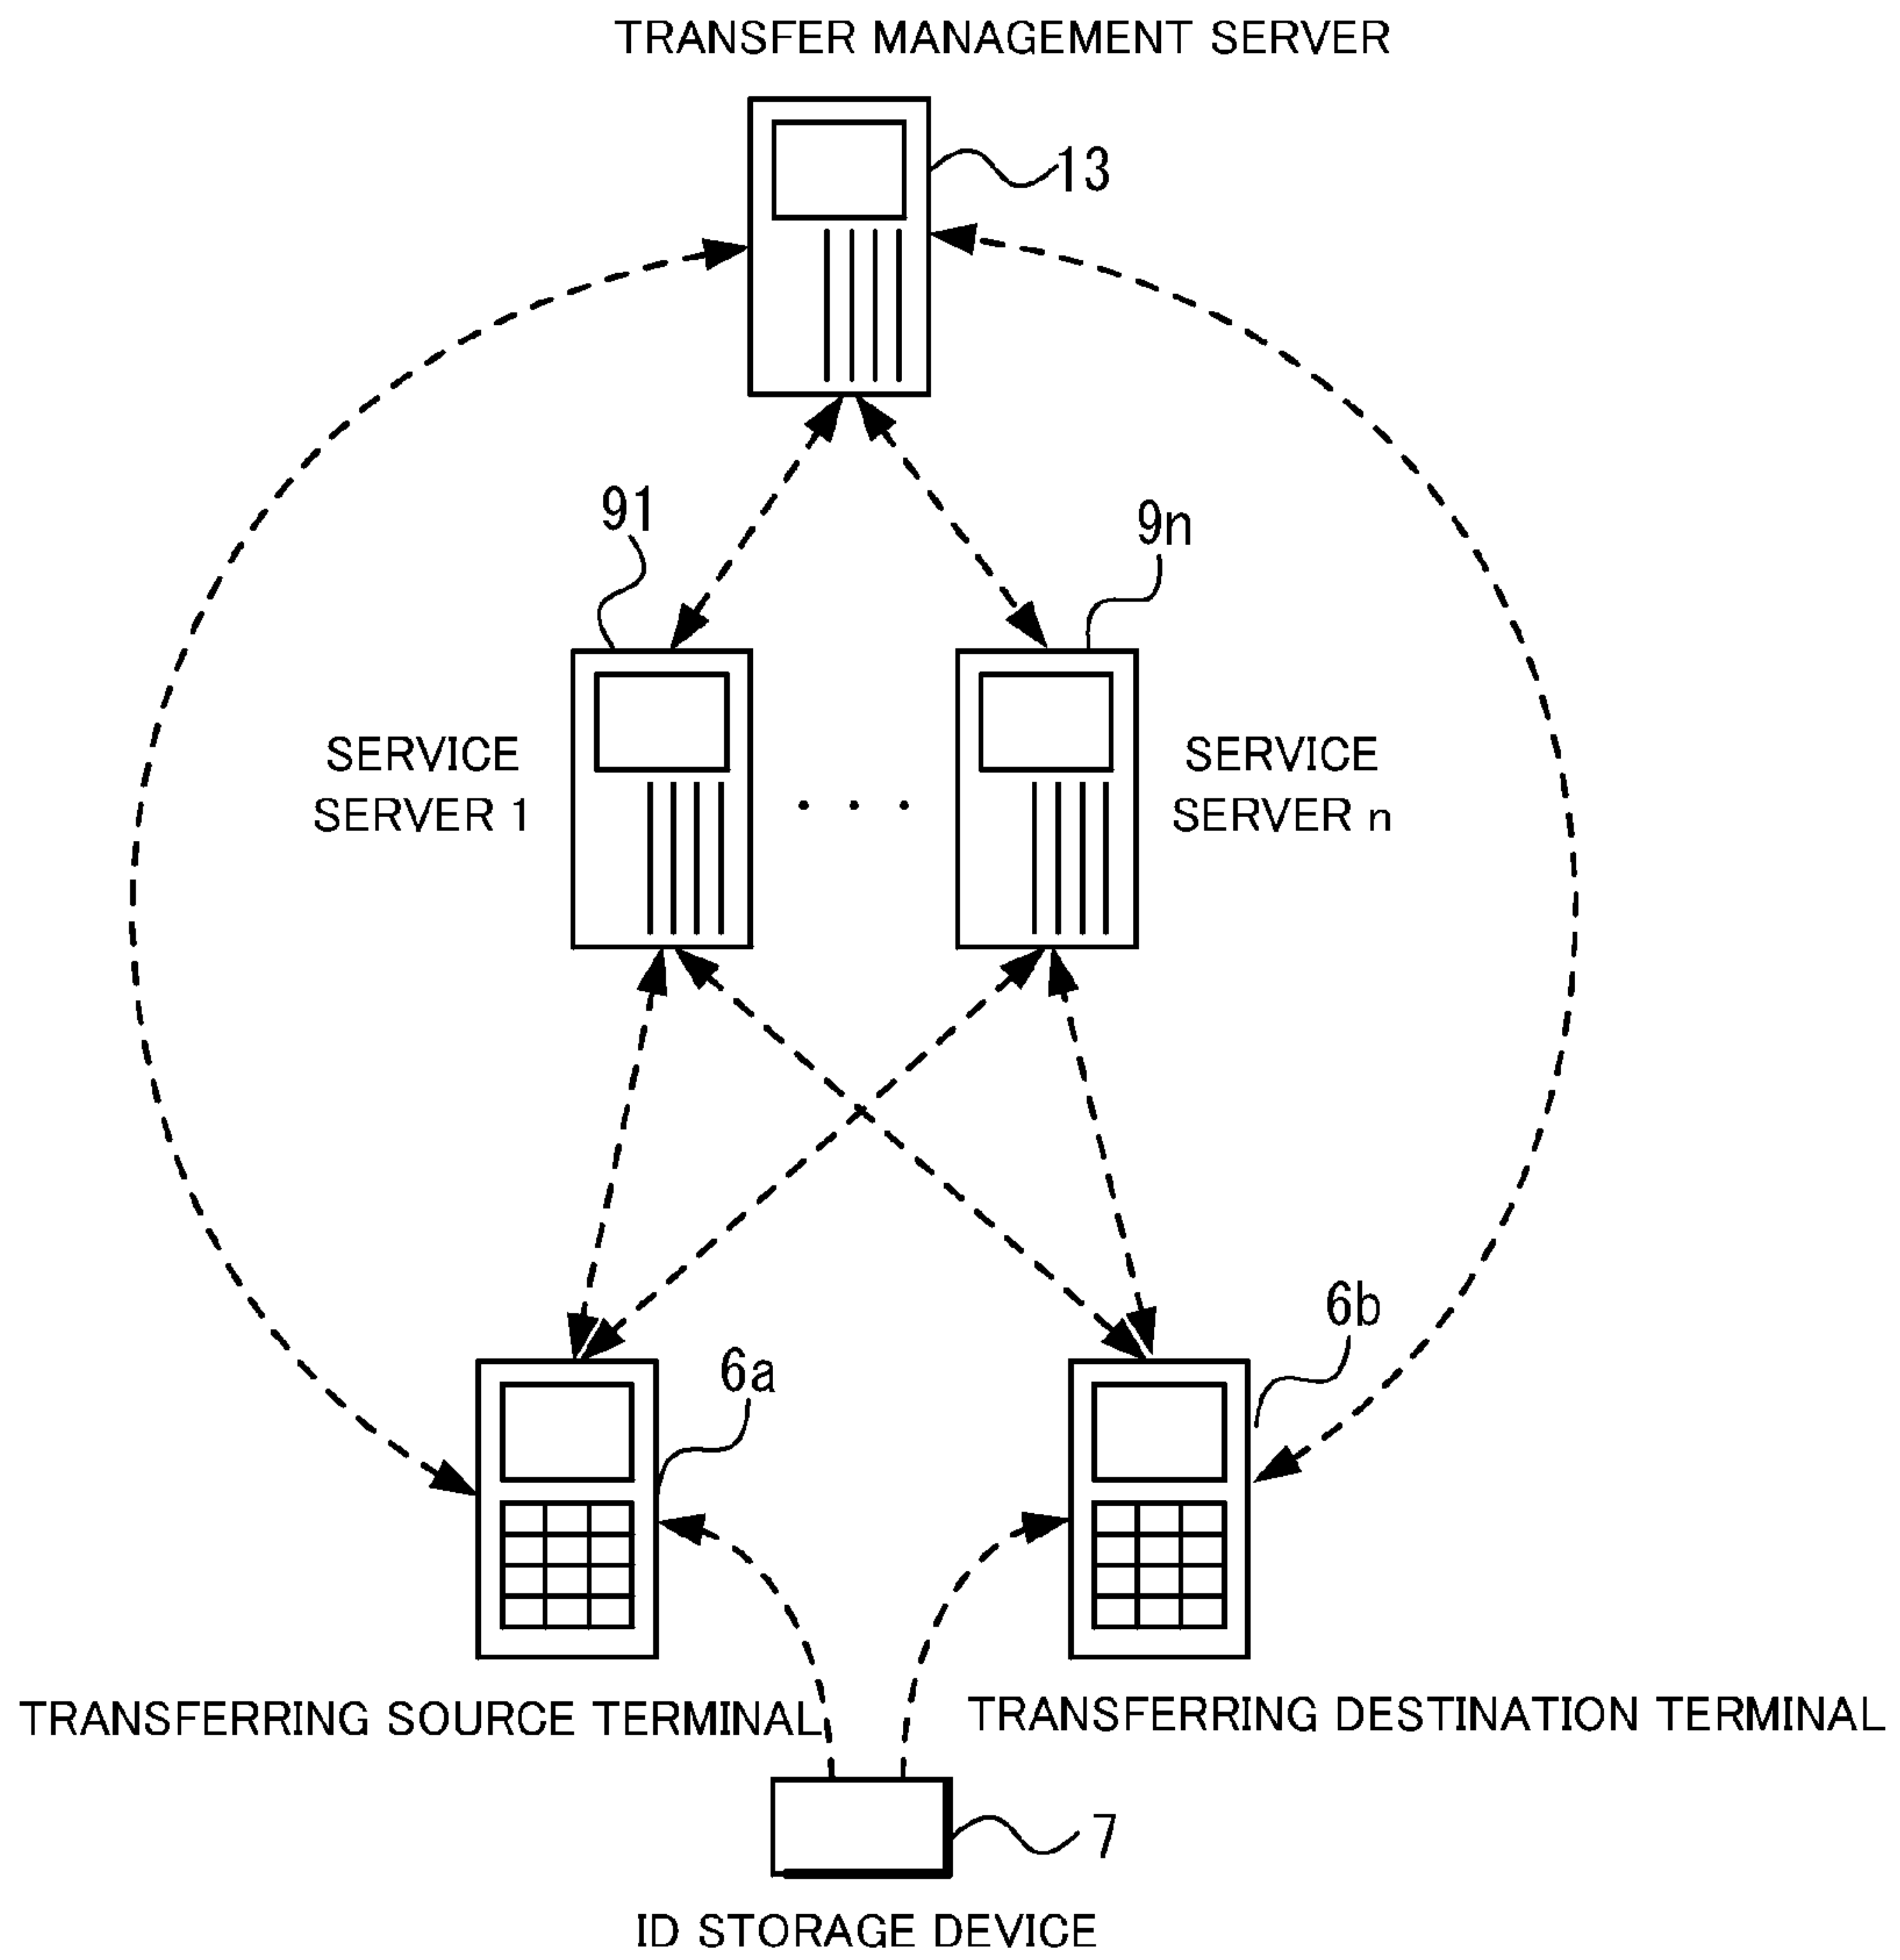 TRANSFER MANAGEMENT SERVER
13
91
9n
SERVICE
SERVER 1
. . .
SERVICE
SERVER n
6b
6a
TRANSFERRING SOURCE TERMINAL
TRANSFERRING DESTINATION TERMINAL
7
ID STORAGE DEVICE